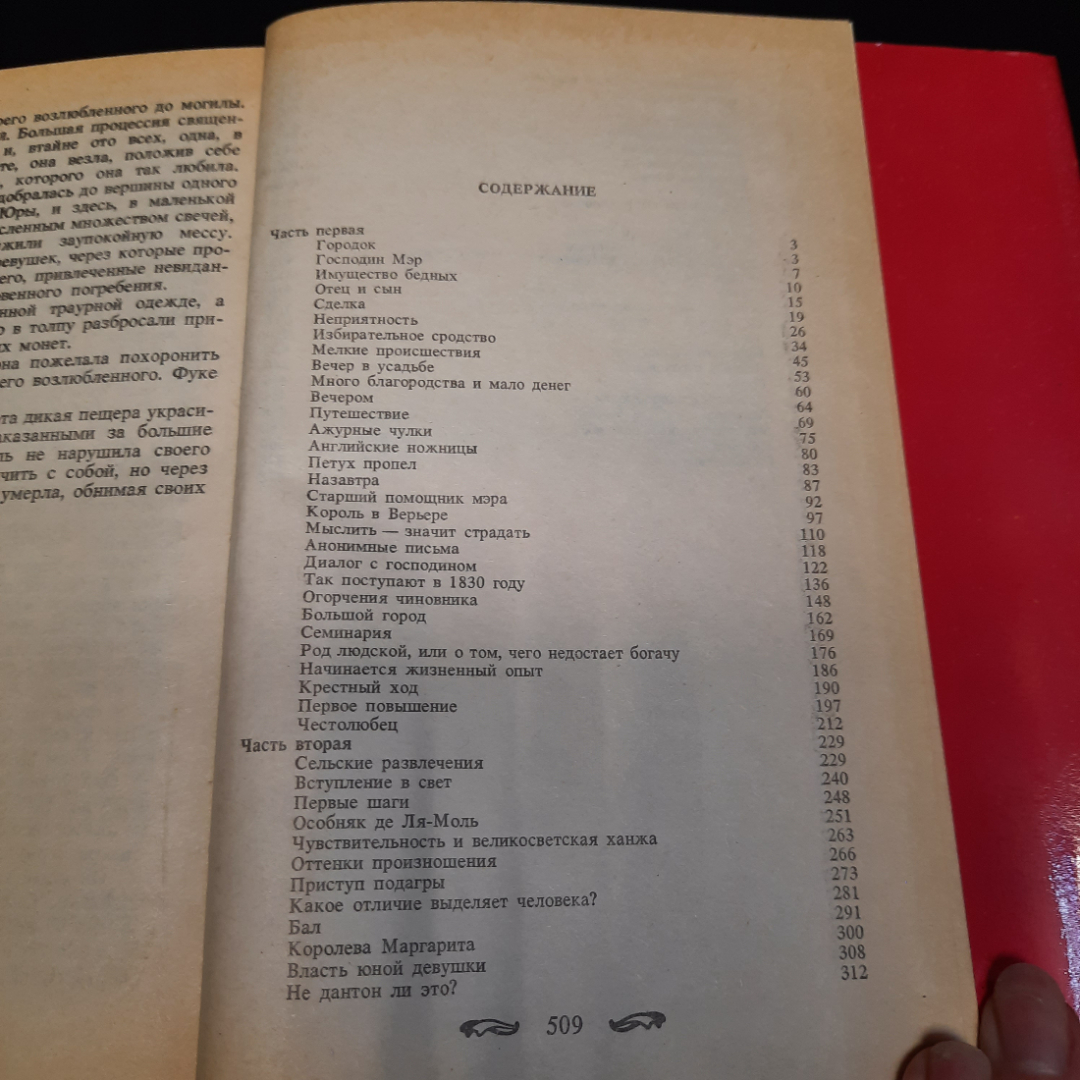 оего возлюбленного до могилы.
я. Большая процессия священ-
и, втайне ото всех, одна, в
те, она везла, положив себе
, которого она так любила.
добралась до вершины одного
Юры, и здесь, в маленькой
исленным множеством свечей,
жили заупокойную мессу.
ревушек, через которые про-
его, привлеченные невидан-
венного погребения.
нной траурной одежде, а
о в толпу разбросали при-
их монет.
она пожелала похоронить
его возлюбленного. Фуке
та дикая пещера украси-
аказанными за большие
ль не нарушила своего
чить с собой, но через
умерла, обнимая своих
СОДЕРЖАНИЕ
Часть первая 3
Городок 3
Господин Мэр 7
Имущество бедных 10
Отец и сын 15
Сделка 19
Неприятность 26
Избирательное сродство 34
Мелкие происшествия 45
Вечер в усадьбе 53
Много благородства и мало денег 60
Вечером 64
Путешествие 69
Ажурные чулки 75
Английские ножницы 80
Петух пропел 83
Назавтра 87
Старший помощник мэра 92
Король в Верьере 97
Мыслить — значит страдать 110
Анонимные письма 118
Диалог с господином 122
Так поступают в 1830 году 136
Огорчения чиновника 148
Большой город 162
Семинария 169
Род людской, или о том, чего недостает богачу 176
Начинается жизненный опыт 186
Крестный ход 190
Первое повышение 197
Честолюбец 212
Часть вторая 229
Сельские развлечения 229
Вступление в свет 240
Первые шаги 248
Особняк де Ля-Моль 251
Чувствительность и великосветская ханжа 263
Оттенки произношения 266
Приступ подагры 273
Какое отличие выделяет человека? 281
Бал 291
Королева Маргарита 300
Власть юной девушки 308
Не дантон ли это? 312
509